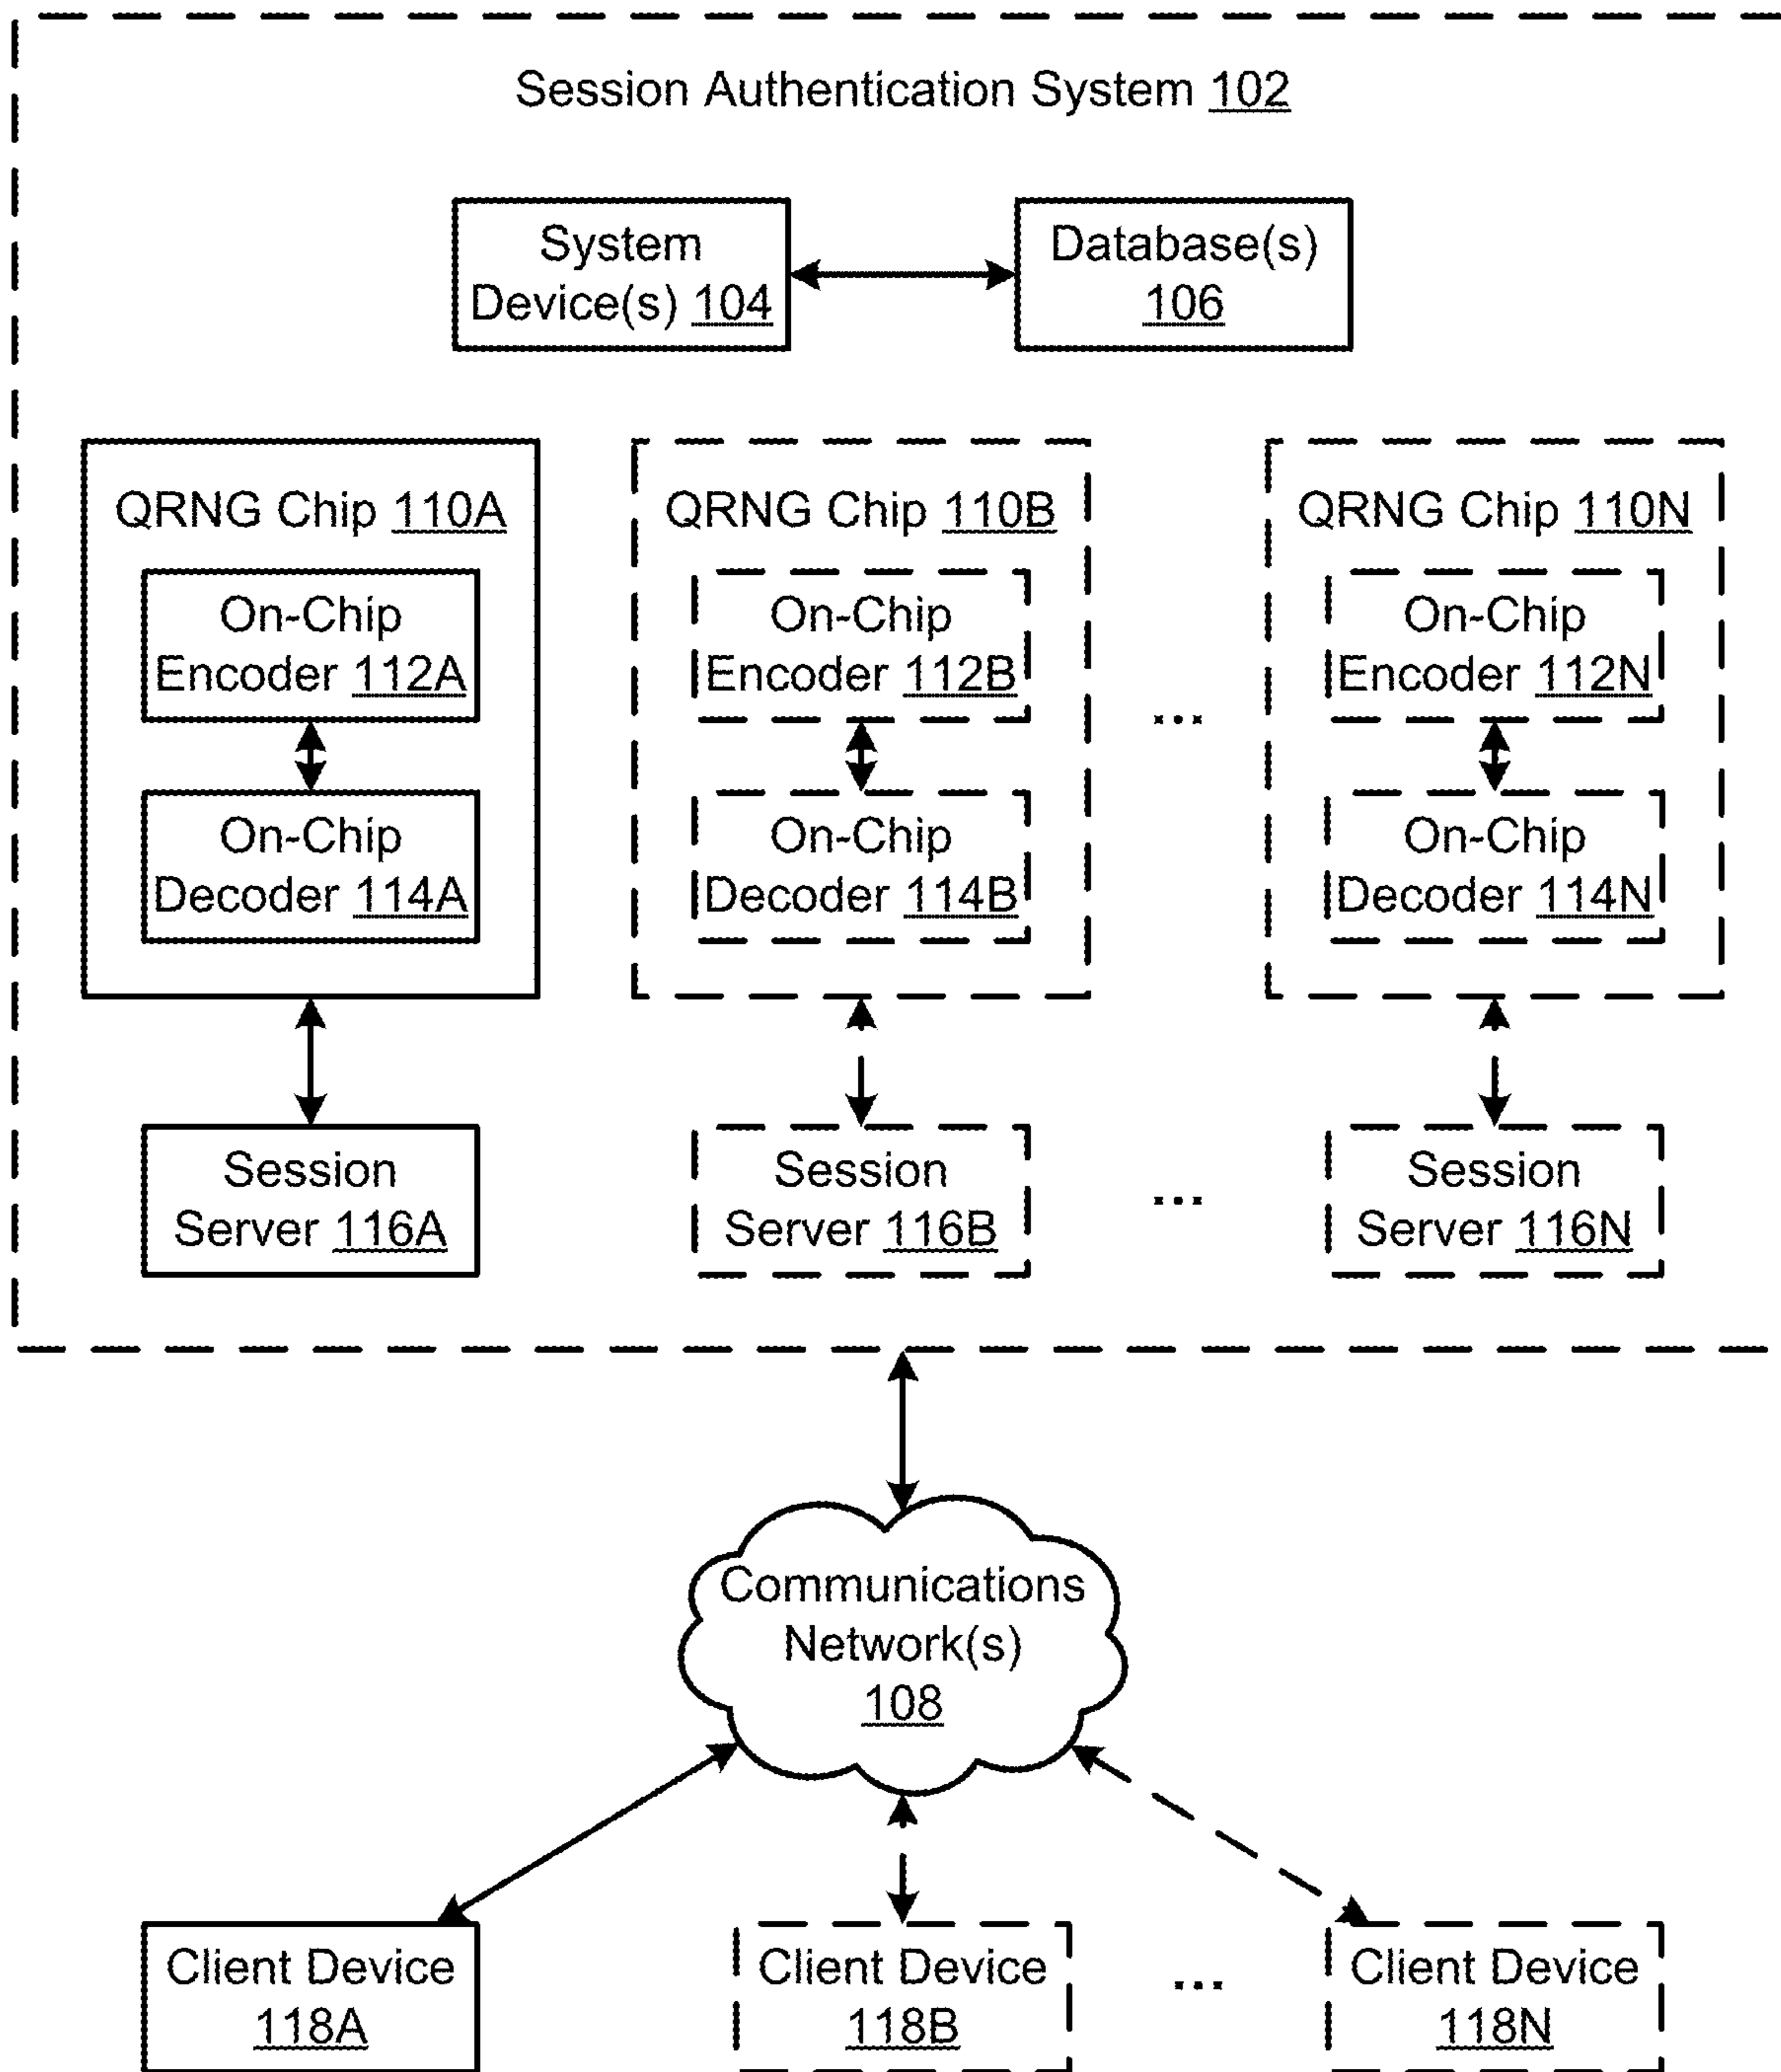 Session Authentication System 102
System
Device(s) 104
Database(s)
106
QRNG Chip 110A
On-Chip
Encoder 112A
On-Chip
Decoder 114A
QRNG Chip 110B
On-Chip
Encoder 112B
On-Chip
Decoder 114B
...
QRNG Chip 110N
On-Chip
Encoder 112N
On-Chip
Decoder 114N
Session
Server 116A
Session
Server 116B
...
Session
Server 116N
Communications
Network(s)
108
Client Device
118A
Client Device
118B
...
Client Device
118N